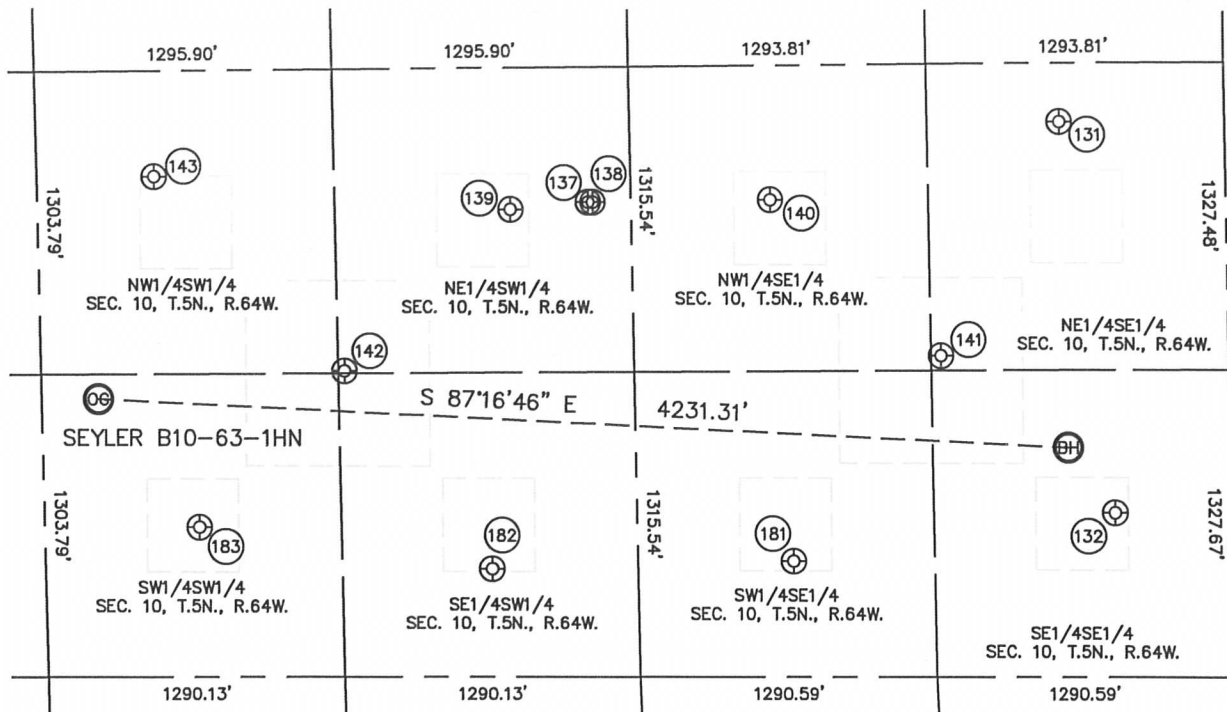 1295.90'
1295.90'
1293.81'
1293.81'
143
139
137
138
140
131
1303.79'
1315.54'
1327.48'
NW1/4SW1/4
SEC. 10, T.5N., R.64W.
NE1/4SW1/4
SEC. 10, T.5N., R.64W.
NW1/4SE1/4
SEC. 10, T.5N., R.64W.
NE1/4SE1/4
SEC. 10, T.5N., R.64W.
142
141
OG
S 87°16'46" E
4231.31'
SEYLER B10-63-1HN
BH
1303.79'
1315.54'
1327.67'
183
182
181
132
SW1/4SW1/4
SEC. 10, T.5N., R.64W.
SE1/4SW1/4
SEC. 10, T.5N., R.64W.
SW1/4SE1/4
SEC. 10, T.5N., R.64W.
SE1/4SE1/4
SEC. 10, T.5N., R.64W.
1290.13'
1290.13'
1290.59'
1290.59'